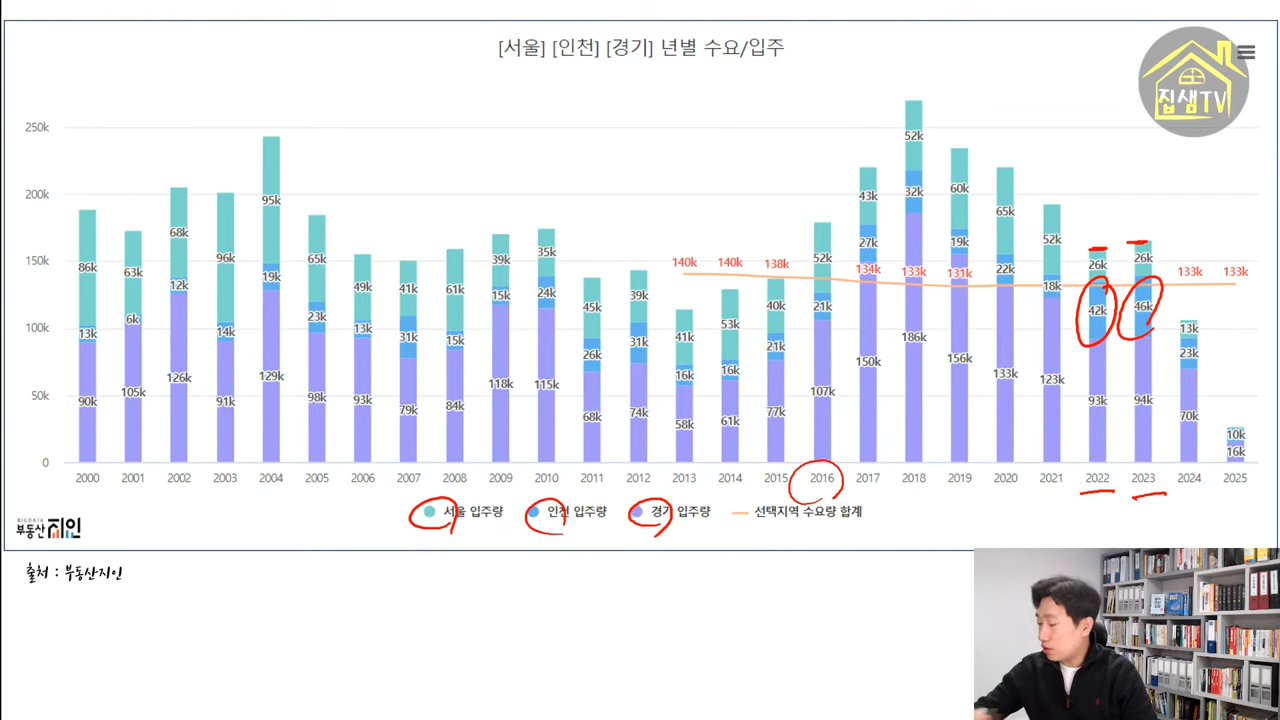 [서울] [인천] [경기] 년별 수요/입주
집샘TV
250k
200k
150k
100k
50k
0
86k 63k 68k 96k 95k 65k 49k 41k 61k 39k 35k 45k 39k 41k 53k 40k 52k 43k 52k 60k 65k 52k 26k 26k 13k 10k
13k 6k 12k 14k 19k 23k 13k 31k 15k 15k 24k 26k 31k 16k 16k 21k 21k 27k 32k 19k 22k 18k 42k 46k 23k
90k 105k 126k 91k 129k 98k 93k 79k 84k 118k 115k 68k 74k 58k 61k 77k 107k 150k 186k 156k 133k 123k 93k 94k 70k 16k
140k 140k 138k 134k 133k 131k 133k 133k
2000 2001 2002 2003 2004 2005 2006 2007 2008 2009 2010 2011 2012 2013 2014 2015 2016 2017 2018 2019 2020 2021 2022 2023 2024 2025
서울 입주량 인천 입주량 경기 입주량 선택지역 수요량 합계
BIGDATA
부동산 지인
출처 : 부동산지인